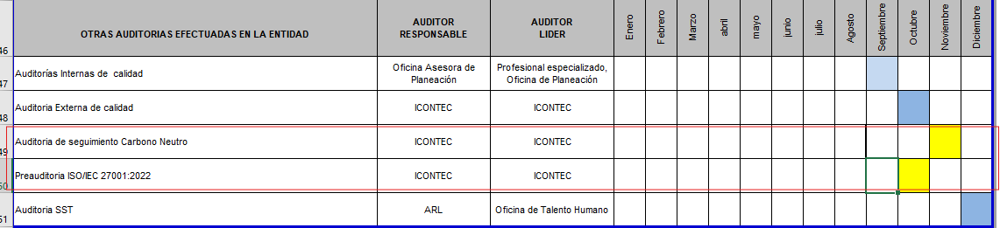 46
OTRAS AUDITORIAS EFECTUADAS EN LA ENTIDAD
AUDITOR
RESPONSABLE
AUDITOR
LIDER
Enero
Febrero
Marzo
abril
mayo
junio
julio
Agosto
Septiembre
Octubre
Noviembre
Diciembre
47
Auditorías Internas de calidad
Oficina Asesora de
Planeación
Profesional especializado,
Oficina de Planeación
48
Auditoria Externa de calidad
ICONTEC
ICONTEC
49
Auditoria de seguimiento Carbono Neutro
ICONTEC
ICONTEC
50
Preauditoria ISO/IEC 27001:2022
ICONTEC
ICONTEC
51
Auditoria SST
ARL
Oficina de Talento Humano